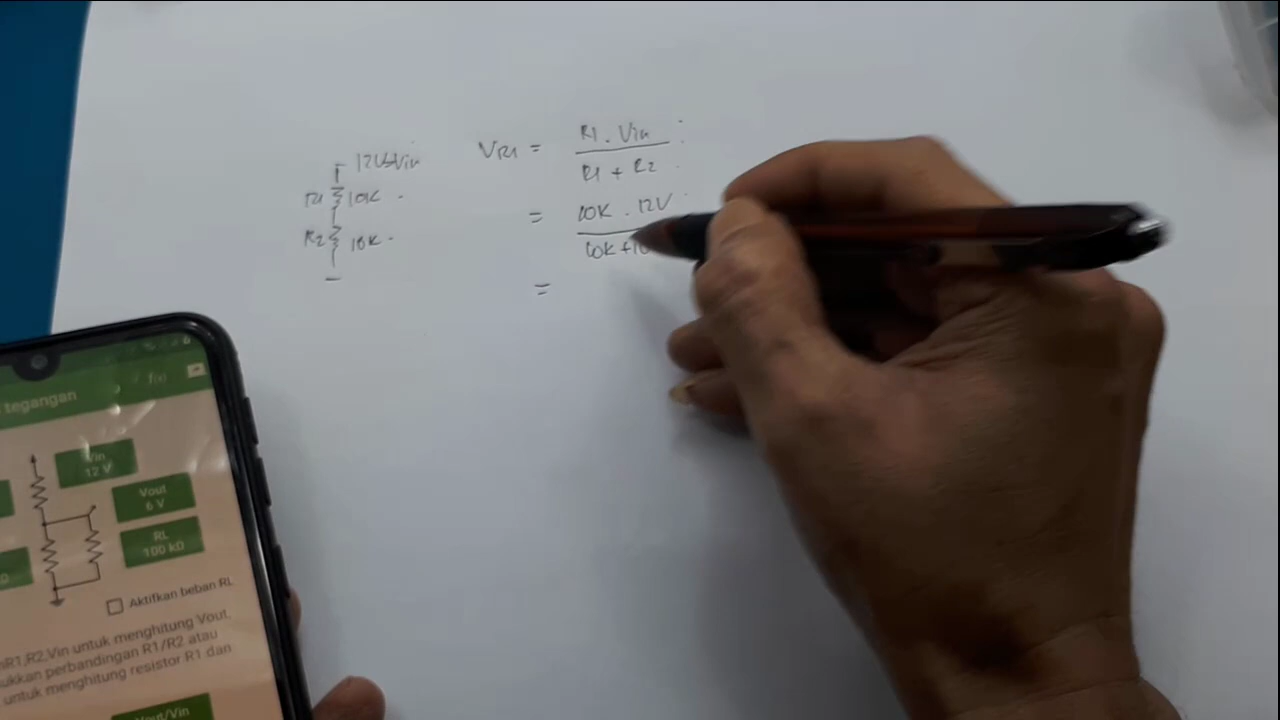 12V=Vin
R1 10K
R2 10K
VR1 = R1 . Vin
R1 + R2
= 10K . 12V
10K +
=
tegangan
f(x)
Vin
12 V
Vout
6 V
RL
100 kΩ
Ω
Aktifkan beban RL
R1,R2,Vin untuk menghitung Vout.
ukkan perbandingan R1/R2 atau
untuk menghitung resistor R1 dan
Vout/Vin